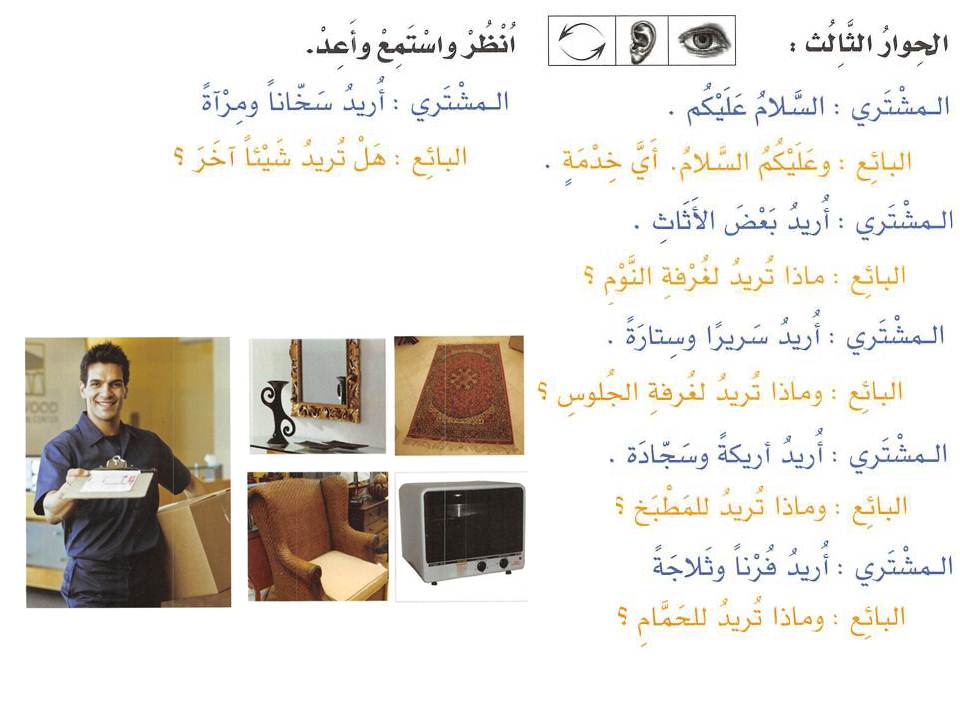 الحِوارُ الثَّالِثُ :
اُنْظُرْ واسْتَمِعْ وأَعِدْ.
المشْتَري : السَّلامُ عَلَيْكُم .
البائِع : وعَلَيْكُمُ السَّلامُ. أَيَّ خِدْمَةٍ .
المشْتَري : أُريدُ بَعْضَ الأَثَاثِ .
البائِع : ماذا تُريدُ لغُرْفةِ النَّوْمِ ؟
المشْتَري : أُريدُ سَريرًا وسِتارَةً .
البائِع : وماذا تُريدُ لغُرفةِ الجُلوسِ ؟
المشْتَري : أُريدُ أريكةً وسَجّادَة .
البائِع : وماذا تُريدُ للمَطْبَخ ؟
المشْتَري : أُريدُ فُرْناً وثَلاجَةً
البائِع : وماذا تُريدُ للحَمَّامِ ؟
المشْتَري : أُريدُ سَخّاناً ومِرْآةً
البائِع : هَلْ تُريدُ شَيْئاً آخَرَ ؟
WOOD